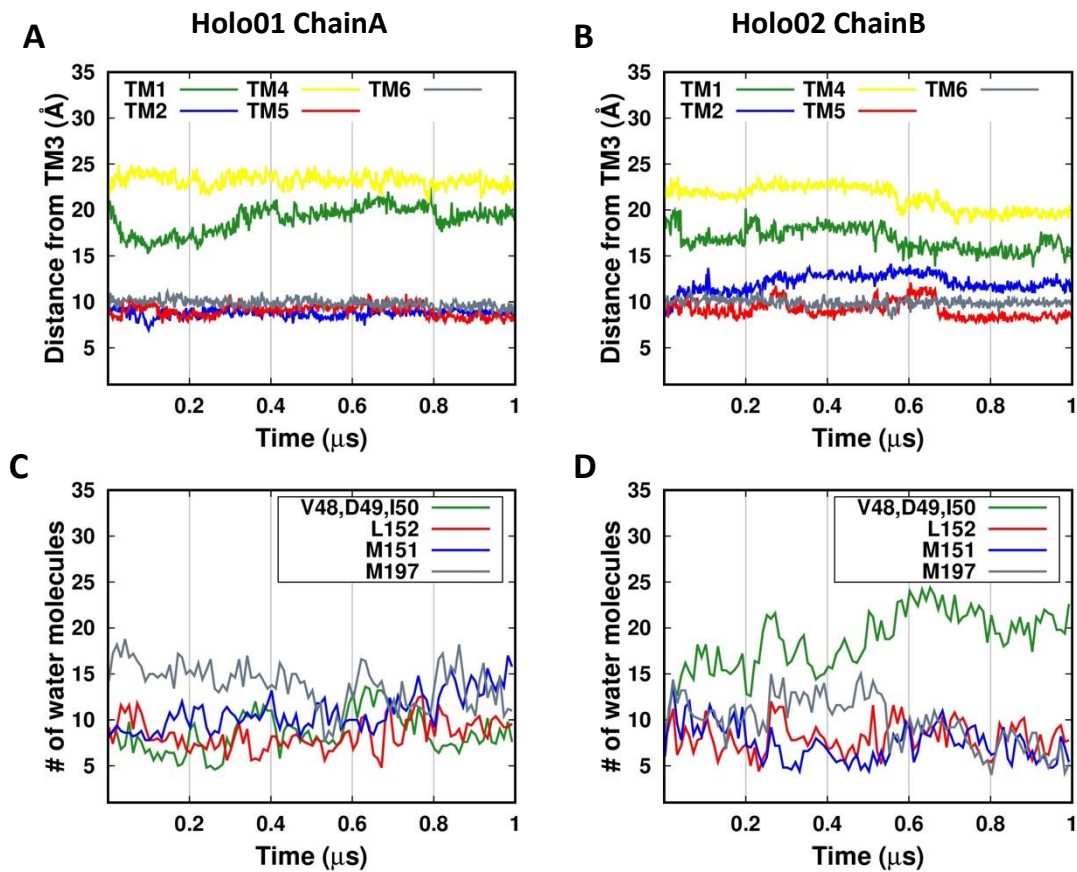 Holo01 ChainA
Holo02 ChainB
A
35
30
25
20
15
10
5
Distance from TM3 (Å)
TM1 TM4 TM6
TM2 TM5
0.2 0.4 0.6 0.8 1
Time (μs)
B
35
30
25
20
15
10
5
Distance from TM3 (Å)
TM1 TM4 TM6
TM2 TM5
0.2 0.4 0.6 0.8 1
Time (μs)
C
35
30
25
20
15
10
5
# of water molecules
V48,D49,I50
L152
M151
M197
0.2 0.4 0.6 0.8 1
Time (μs)
D
35
30
25
20
15
10
5
# of water molecules
V48,D49,I50
L152
M151
M197
0.2 0.4 0.6 0.8 1
Time (μs)